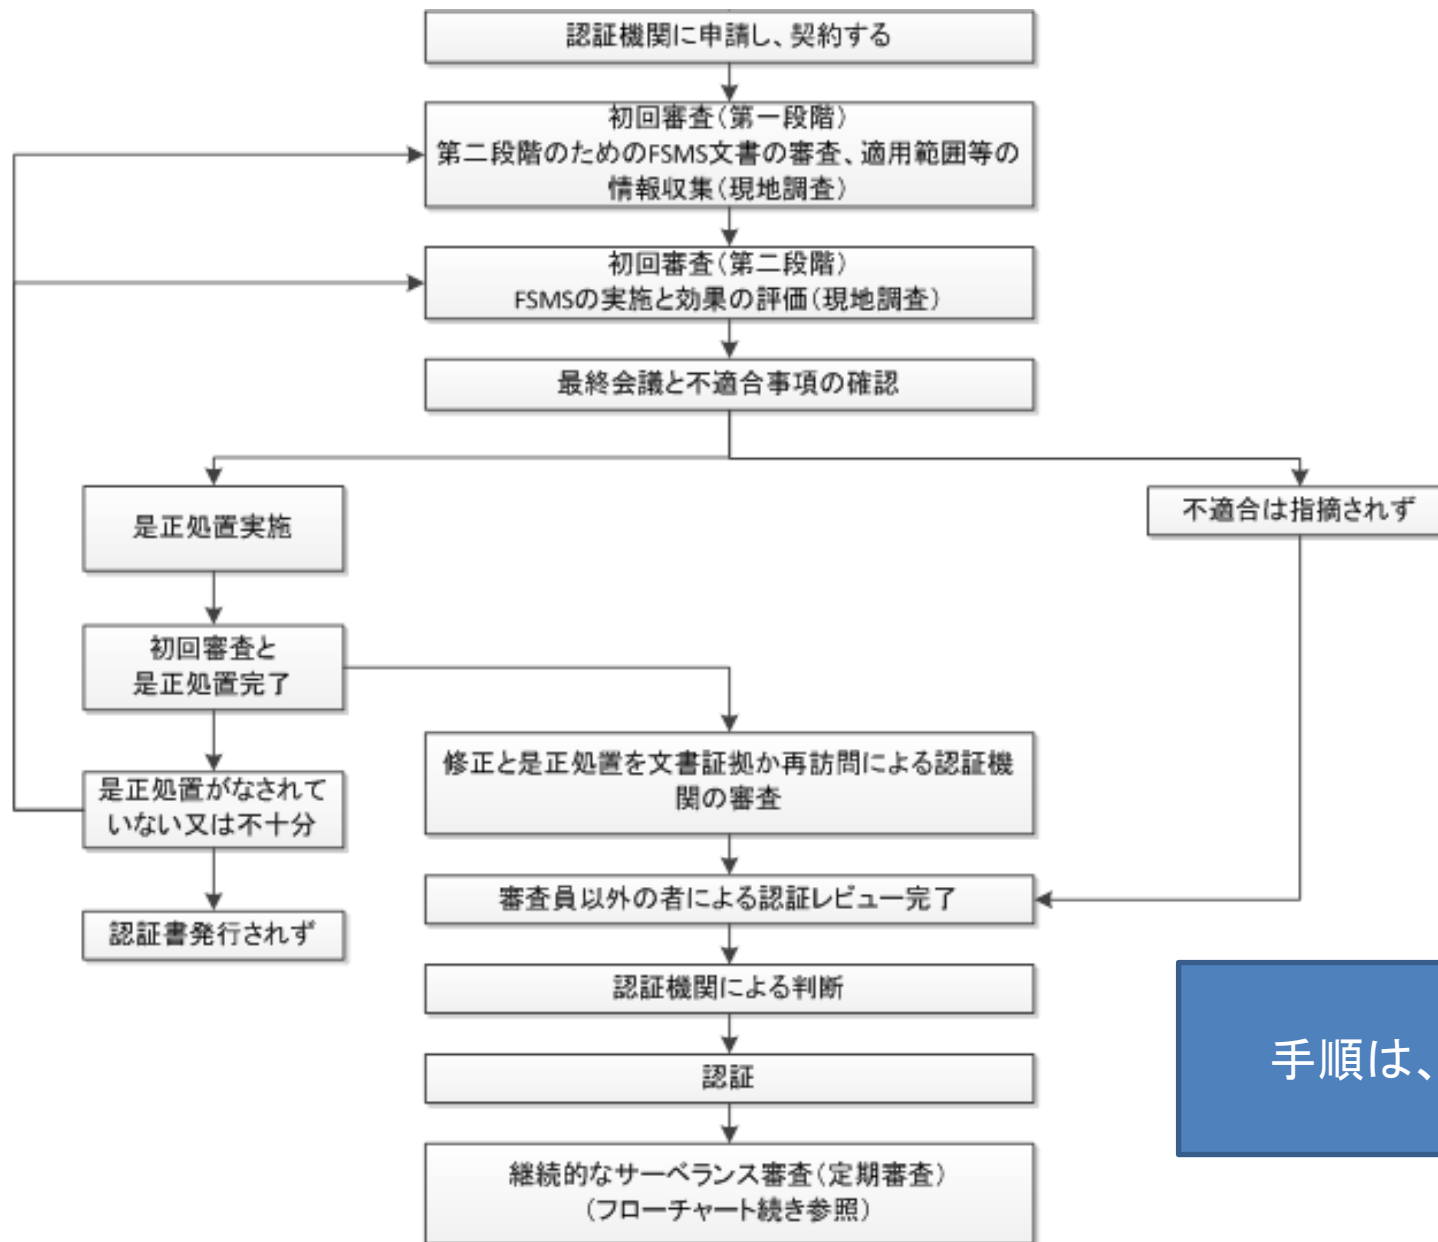 認証機関に申請し、契約する
初回審査(第一段階)
第二段階のためのFSMS文書の審査、適用範囲等の
情報収集(現地調査)
初回審査(第二段階)
FSMSの実施と効果の評価(現地調査)
最終会議と不適合事項の確認
是正処置実施
不適合は指摘されず
初回審査と
是正処置完了
修正と是正処置を文書証拠か再訪問による認証機
関の審査
是正処置がなされて
いない又は不十分
審査員以外の者による認証レビュー完了
認証書発行されず
認証機関による判断
手順は、
認証
継続的なサーベランス審査(定期審査)
(フローチャート続き参照)